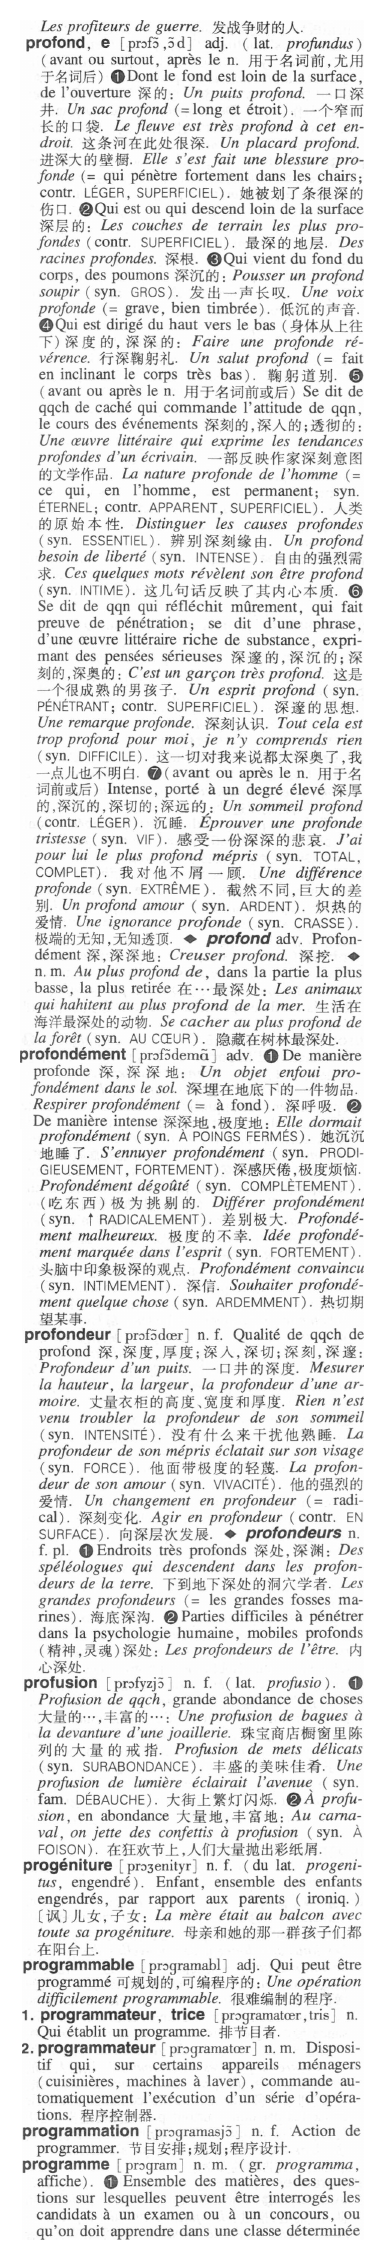 Les profiteurs de guerre. 发战争财的人.
profond, e [prɔfɔ̃,ɔ̃d] adj. (lat. profundus)
(avant ou surtout, après le n. 用于名词前,尤用
于名词后) ❶Dont le fond est loin de la surface,
de l'ouverture 深的: Un puits profond. 一口深
井. Un sac profond (=long et étroit). 一个窄而
长的口袋. Le fleuve est très profond à cet en-
droit. 这条河在此处很深. Un placard profond.
进深大的壁橱. Elle s'est fait une blessure pro-
fonde (= qui pénètre fortement dans les chairs;
contr. LÉGER, SUPERFICIEL). 她被划了条很深的
伤口. ❷Qui est ou qui descend loin de la surface
深层的: Les couches de terrain les plus pro-
fondes (contr. SUPERFICIEL). 最深的地层. Des
racines profondes. 深根. ❸Qui vient du fond du
corps, des poumons 深沉的: Pousser un profond
soupir (syn. GROS). 发出一声长叹. Une voix
profonde (= grave, bien timbrée). 低沉的声音.
❹Qui est dirigé du haut vers le bas (身体从上往
下)深度的,深深的: Faire une profonde ré-
vérence. 行深鞠躬礼. Un salut profond (= fait
en inclinant le corps très bas). 鞠躬道别. ❺
(avant ou après le n. 用于名词前或后) Se dit de
qqch de caché qui commande l'attitude de qqn,
le cours des événements 深刻的,深入的;透彻的:
Une œuvre littéraire qui exprime les tendances
profondes d'un écrivain. 一部反映作家深刻意图
的文学作品. La nature profonde de l'homme (=
ce qui, en l'homme, est permanent; syn.
ÉTERNEL; contr. APPARENT, SUPERFICIEL). 人类
的原始本性. Distinguer les causes profondes
(syn. ESSENTIEL). 辨别深刻缘由. Un profond
besoin de liberté (syn. INTENSE). 自由的强烈需
求. Ces quelques mots révèlent son être profond
(syn. INTIME). 这几句话反映了其内心本质. ❻
Se dit de qqn qui réfléchit mûrement, qui fait
preuve de pénétration; se dit d'une phrase,
d'une œuvre littéraire riche de substance, expri-
mant des pensées sérieuses 深邃的,深沉的;深
刻的,深奥的: C'est un garçon très profond. 这是
一个很成熟的男孩子. Un esprit profond (syn.
PÉNÉTRANT; contr. SUPERFICIEL). 深邃的思想.
Une remarque profonde. 深刻认识. Tout cela est
trop profond pour moi, je n'y comprends rien
(syn. DIFFICILE). 这一切对我来说都太深奥了,我
一点儿也不明白. ❼(avant ou après le n. 用于名
词前或后) Intense, porté à un degré élevé 深厚
的,深沉的,深切的;深远的: Un sommeil profond
(contr. LÉGER). 沉睡. Éprouver une profonde
tristesse (syn. VIF). 感受一份深深的悲哀. J'ai
pour lui le plus profond mépris (syn. TOTAL,
COMPLET). 我对他不屑一顾. Une différence
profonde (syn. EXTRÊME). 截然不同,巨大的差
别. Un profond amour (syn. ARDENT). 炽热的
爱情. Une ignorance profonde (syn. CRASSE).
极端的无知,无知透顶. ◆ profond adv. Profon-
dément 深,深深地: Creuser profond. 深挖. ◆
n. m. Au plus profond de, dans la partie la plus
basse, la plus retirée 在…最深处: Les animaux
qui hahitent au plus profond de la mer. 生活在
海洋最深处的动物. Se cacher au plus profond de
la forêt (syn. AU CŒUR). 隐藏在树林最深处.
profondément [prɔfɔ̃demɑ̃] adv. ❶De manière
profonde 深,深深地: Un objet enfoui pro-
fondément dans le sol. 深埋在地底下的一件物品.
Respirer profondément (= à fond). 深呼吸. ❷
De manière intense 深深地,极度地: Elle dormait
profondément (syn. À POINGS FERMÉS). 她沉沉
地睡了. S'ennuyer profondément (syn. PRODI-
GIEUSEMENT, FORTEMENT). 深感厌倦,极度烦恼.
Profondément dégoûté (syn. COMPLÈTEMENT).
(吃东西)极为挑剔的. Différer profondément
(syn. ↑RADICALEMENT). 差别极大. Profondé-
ment malheureux. 极度的不幸. Idée profondé-
ment marquée dans l'esprit (syn. FORTEMENT).
头脑中印象极深的观点. Profondément convaincu
(syn. INTIMEMENT). 深信. Souhaiter profondé-
ment quelque chose (syn. ARDEMMENT). 热切期
望某事.
profondeur [prɔfɔ̃dœr] n. f. Qualité de qqch de
profond 深,深度,厚度;深入,深切;深刻,深邃:
Profondeur d'un puits. 一口井的深度. Mesurer
la hauteur, la largeur, la profondeur d'une ar-
moire. 丈量衣柜的高度、宽度和厚度. Rien n'est
venu troubler la profondeur de son sommeil
(syn. INTENSITÉ). 没有什么来干扰他熟睡. La
profondeur de son mépris éclatait sur son visage
(syn. FORCE). 他面带极度的轻蔑. La profon-
deur de son amour (syn. VIVACITÉ). 他的强烈的
爱情. Un changement en profondeur (= radi-
cal). 深刻变化. Agir en profondeur (contr. EN
SURFACE). 向深层次发展. ◆ profondeurs n.
f. pl. ❶Endroits très profonds 深处,深渊: Des
spéléologues qui descendent dans les profon-
deurs de la terre. 下到地下深处的洞穴学者. Les
grandes profondeurs (= les grandes fosses ma-
rines). 海底深沟. ❷Parties difficiles à pénétrer
dans la psychologie humaine, mobiles profonds
(精神,灵魂)深处: Les profondeurs de l'être. 内
心深处.
profusion [prɔfyzjɔ̃] n. f. (lat. profusio). ❶
Profusion de qqch, grande abondance de choses
大量的…,丰富的…: Une profusion de bagues à
la devanture d'une joaillerie. 珠宝商店橱窗里陈
列的大量的戒指. Profusion de mets délicats
(syn. SURABONDANCE). 丰盛的美味佳肴. Une
profusion de lumière éclairait l'avenue (syn.
fam. DÉBAUCHE). 大街上繁灯闪烁. ❷À profu-
sion, en abondance 大量地,丰富地: Au carna-
val, on jette des confettis à profusion (syn. À
FOISON). 在狂欢节上,人们大量抛出彩纸屑.
progéniture [prɔʒenityr] n. f. (du lat. progeni-
tus, engendré). Enfant, ensemble des enfants
engendrés, par rapport aux parents (ironiq.)
〔讽〕儿女,子女: La mère était au balcon avec
toute sa progéniture. 母亲和她的那一群孩子们都
在阳台上.
programmable [prɔgramabl] adj. Qui peut être
programmé 可规划的,可编程序的: Une opération
difficilement programmable. 很难编制的程序.
1. programmateur, trice [prɔgramatœr,tris] n.
Qui établit un programme. 排节目者.
2. programmateur [prɔgramatœr] n. m. Disposi-
tif qui, sur certains appareils ménagers
(cuisinières, machines à laver), commande au-
tomatiquement l'exécution d'un série d'opéra-
tions. 程序控制器.
programmation [prɔgramasjɔ̃] n. f. Action de
programmer. 节目安排;规划;程序设计.
programme [prɔgram] n. m. (gr. programma,
affiche). ❶Ensemble des matières, des ques-
tions sur lesquelles peuvent être interrogés les
candidats à un examen ou à un concours, ou
qu'on doit apprendre dans une classe déterminée